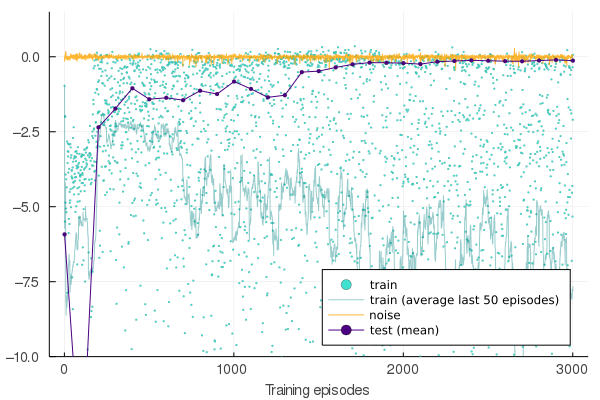 0.0
−2.5
−5.0
−7.5
−10.0
0
1000
2000
3000
Training episodes
train
train (average last 50 episodes)
noise
test (mean)